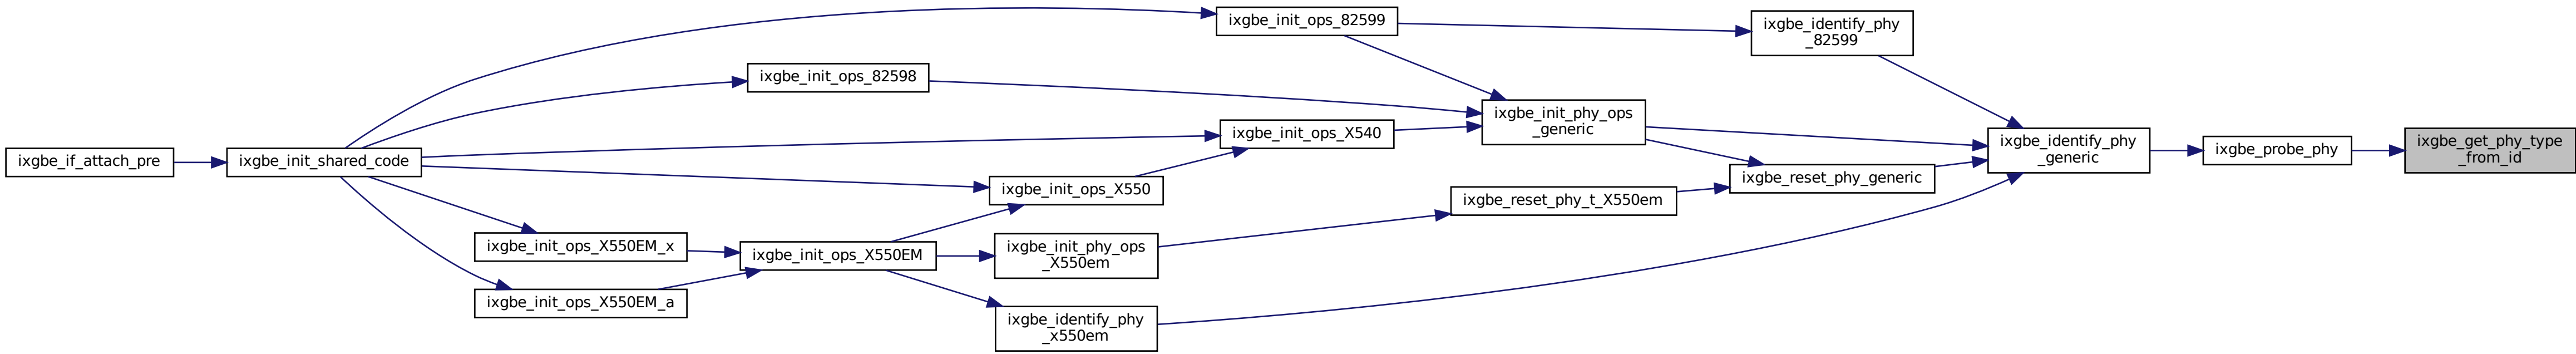 ixgbe_if_attach_pre
ixgbe_init_shared_code
ixgbe_init_ops_82599
ixgbe_init_ops_82598
ixgbe_init_ops_X540
ixgbe_init_ops_X550
ixgbe_init_ops_X550EM_x
ixgbe_init_ops_X550EM_a
ixgbe_init_ops_X550EM
ixgbe_init_phy_ops
_X550em
ixgbe_identify_phy
_x550em
ixgbe_init_phy_ops
_generic
ixgbe_reset_phy_t_X550em
ixgbe_identify_phy
_82599
ixgbe_reset_phy_generic
ixgbe_identify_phy
_generic
ixgbe_probe_phy
ixgbe_get_phy_type
_from_id